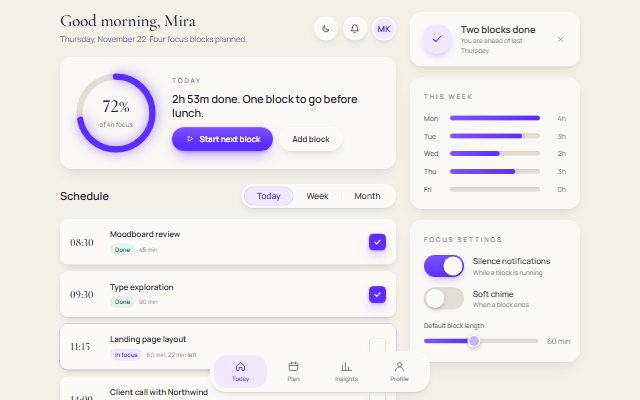 Good morning, Mira
Thursday, November 22. Four focus blocks planned.
MK
72%
of 4h focus
TODAY
2h 53m done. One block to go before
lunch.
Start next block
Add block
Schedule
Today
Week
Month
08:30
Moodboard review
Done
45 min
09:30
Type exploration
Done
90 min
11:15
Landing page layout
In focus
60 min, 22 min left
14:00
Client call with Northwind
Two blocks done
You are ahead of last
Thursday.
THIS WEEK
Mon
4h
Tue
3h
Wed
2h
Thu
3h
Fri
0h
FOCUS SETTINGS
Silence notifications
While a block is running
Soft chime
When a block ends
Default block length
60 min
Today
Plan
Insights
Profile